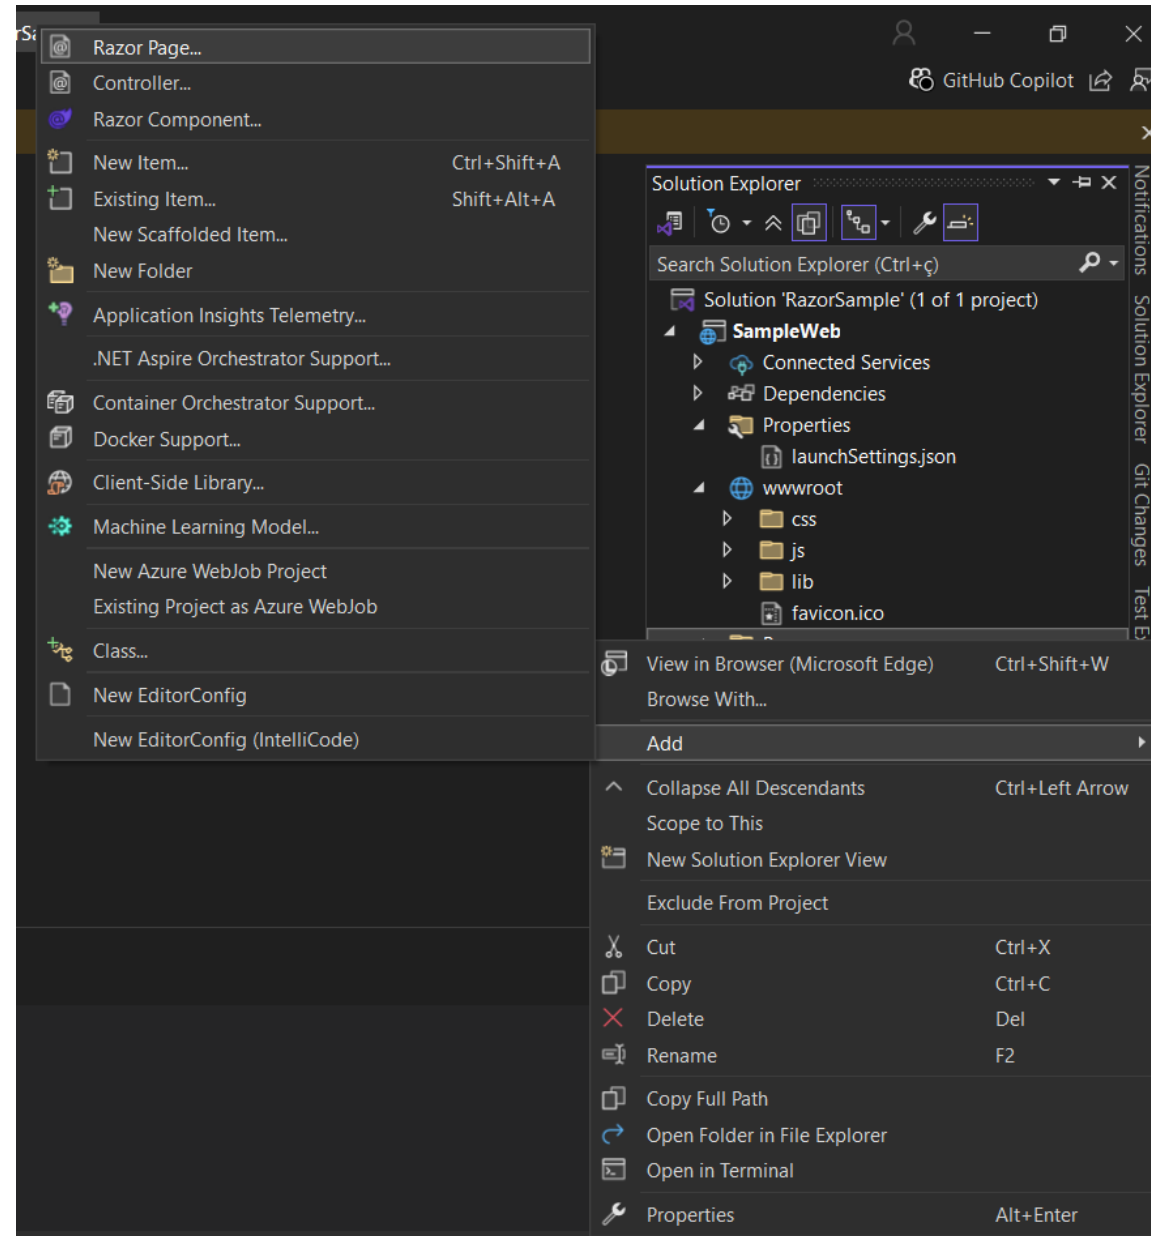 Razor Page...
Controller...
Razor Component...
New Item... Ctrl+Shift+A
Existing Item... Shift+Alt+A
New Scaffolded Item...
New Folder
Application Insights Telemetry...
.NET Aspire Orchestrator Support...
Container Orchestrator Support...
Docker Support...
Client-Side Library...
Machine Learning Model...
New Azure WebJob Project
Existing Project as Azure WebJob
Class...
New EditorConfig
New EditorConfig (IntelliCode)
GitHub Copilot
Solution Explorer
Search Solution Explorer (Ctrl+ç)
Solution 'RazorSample' (1 of 1 project)
SampleWeb
Connected Services
Dependencies
Properties
launchSettings.json
wwwroot
css
js
lib
favicon.ico
View in Browser (Microsoft Edge) Ctrl+Shift+W
Browse With...
Add
Collapse All Descendants Ctrl+Left Arrow
Scope to This
New Solution Explorer View
Exclude From Project
Cut Ctrl+X
Copy Ctrl+C
Delete Del
Rename F2
Copy Full Path
Open Folder in File Explorer
Open in Terminal
Properties Alt+Enter
Notifications
Solution Explorer
Git Changes
Test